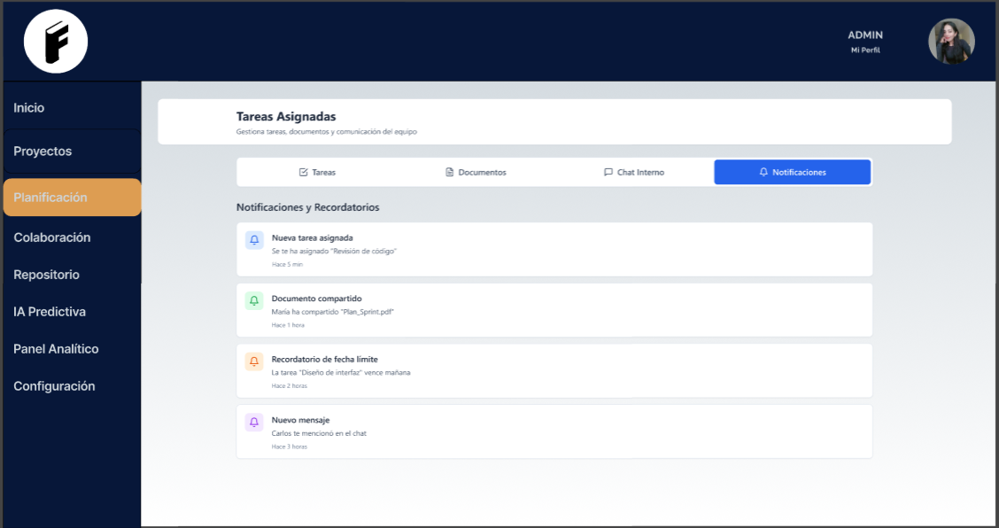 F
ADMIN
Mi Perfil
Inicio
Proyectos
Planificación
Colaboración
Repositorio
IA Predictiva
Panel Analítico
Configuración
Tareas Asignadas
Gestiona tareas, documentos y comunicación del equipo
Tareas
Documentos
Chat Interno
Notificaciones
Notificaciones y Recordatorios
Nueva tarea asignada
Se te ha asignado "Revisión de código"
Hace 5 min
Documento compartido
María ha compartido "Plan_Sprint.pdf"
Hace 1 hora
Recordatorio de fecha límite
La tarea "Diseño de interfaz" vence mañana
Hace 2 horas
Nuevo mensaje
Carlos te mencionó en el chat
Hace 3 horas